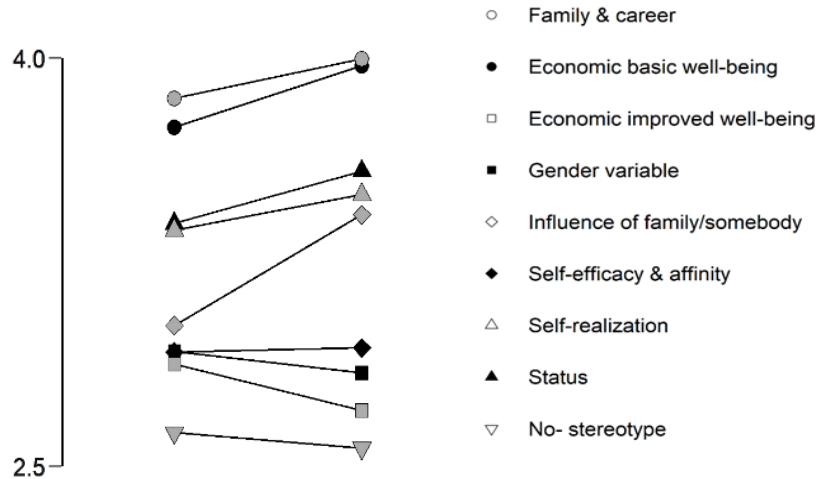 Family & career
4.0
Economic basic well-being
Economic improved well-being
Gender variable
Influence of family/somebody
Self-efficacy & affinity
Self-realization
Status
No- stereotype
2.5